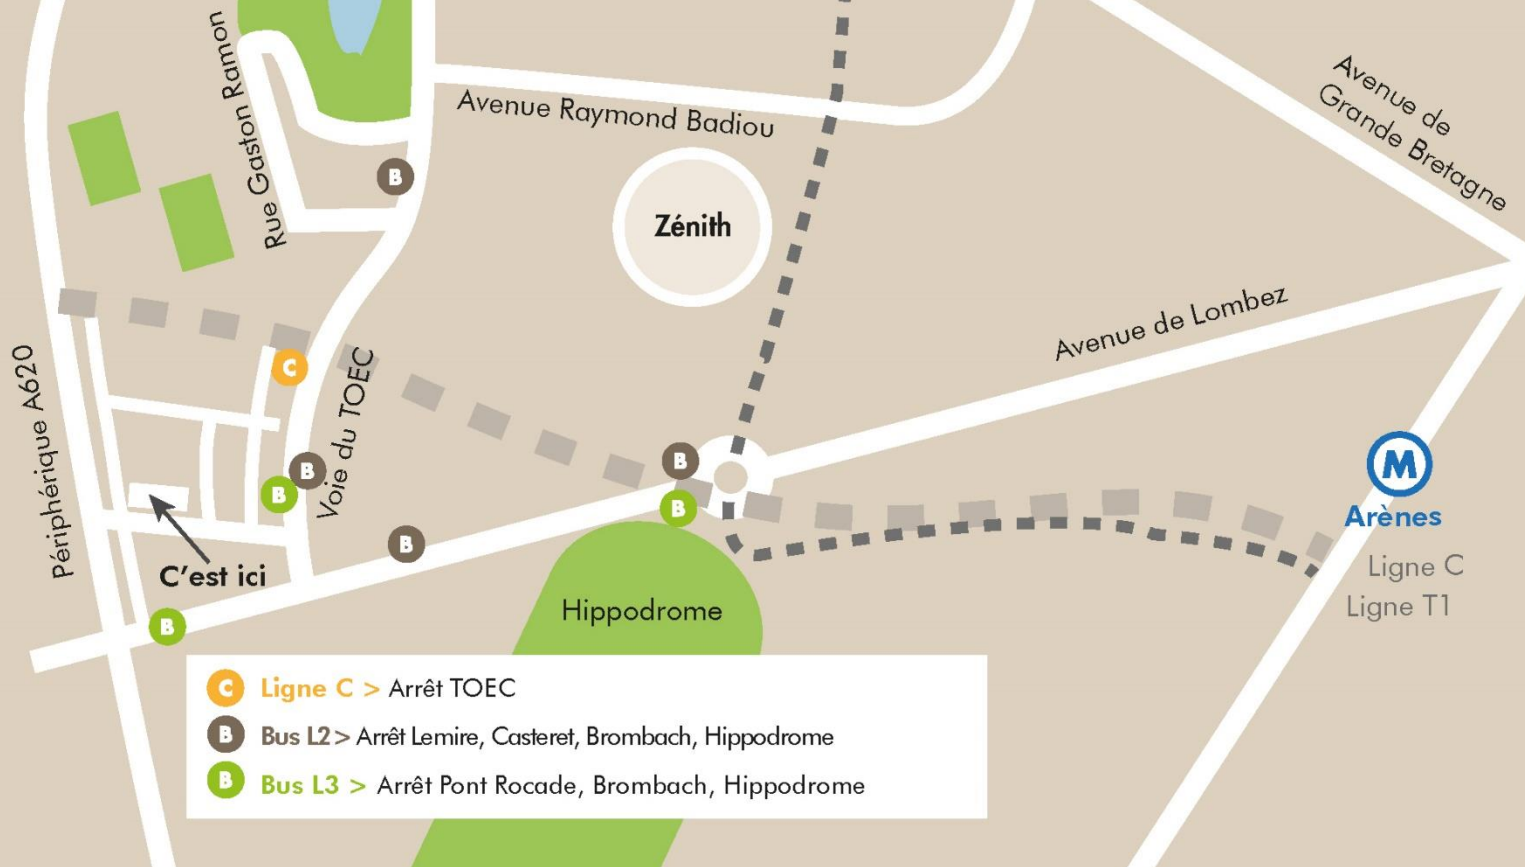 Rue Gaston Ramon
Avenue Raymond Badiou
Avenue de
Grande Bretagne
B
Zénith
Avenue de Lombez
C
Périphérique A620
Voie du TOEC
B
B
B
B
B
M
Arènes
Ligne C
Ligne T1
C'est ici
B
Hippodrome
C Ligne C > Arrêt TOEC
B Bus L2 > Arrêt Lemire, Casteret, Brombach, Hippodrome
B Bus L3 > Arrêt Pont Rocade, Brombach, Hippodrome